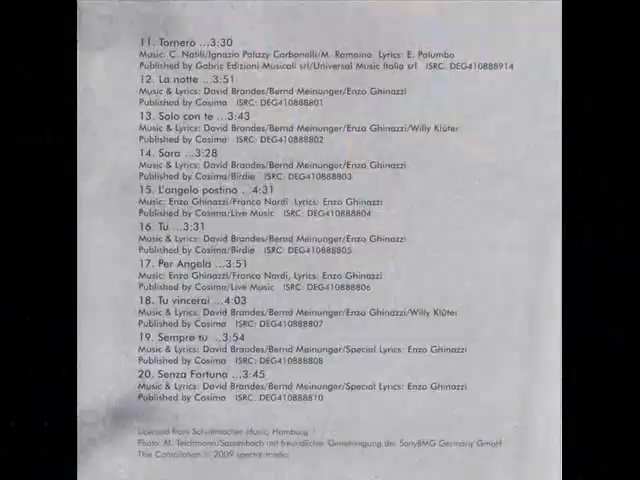 11. Tornero ...3:30
Music: C. Natili/Ignazio Polizzy Carbonelli/M. Ramoino Lyrics: E. Palumbo
Published by Gabric Edizioni Musicali srl/Universal Music Italia srl ISRC: DEG410888914
12. La notte ...3:51
Music & Lyrics: David Brandes/Bernd Meinunger/Enzo Ghinazzi
Published by Cosima ISRC: DEG410888801
13. Solo con te ...3:43
Music & Lyrics: David Brandes/Bernd Meinunger/Enzo Ghinazzi/Willy Klüter
Published by Cosima ISRC: DEG410888802
14. Sara ...3:28
Music & Lyrics: David Brandes/Bernd Meinunger/Enzo Ghinazzi
Published by Cosima/Birdie ISRC: DEG410888803
15. L'angelo postino ...4:31
Music: Enzo Ghinazzi/Franco Nardi Lyrics: Enzo Ghinazzi
Published by Cosima/Live Music ISRC: DEG410888804
16. Tu ...3:31
Music & Lyrics: David Brandes/Bernd Meinunger/Enzo Ghinazzi
Published by Cosima/Birdie ISRC: DEG410888805
17. Per Angela ...3:51
Music: Enzo Ghinazzi/Franco Nardi, Lyrics: Enzo Ghinazzi
Published by Cosima/Live Music ISRC: DEG410888806
18. Tu vincerai ...4:03
Music & Lyrics: David Brandes/Bernd Meinunger/Enzo Ghinazzi/Willy Klüter
Published by Cosima ISRC: DEG410888807
19. Sempre tu ...3:54
Music & Lyrics: David Brandes/Bernd Meinunger/Special Lyrics: Enzo Ghinazzi
Published by Cosima ISRC: DEG410888808
20. Senza Fortuna ...3:45
Music & Lyrics: David Brandes/Bernd Meinunger/Special Lyrics: Enzo Ghinazzi
Published by Cosima ISRC: DEG410888810
Licensed from Schallmacher Music, Hamburg
Photo: M. Teichmann/Sassenbach mit freundlicher Genehmigung der SonyBMG Germany GmbH
This Compilation © 2009 spectre media